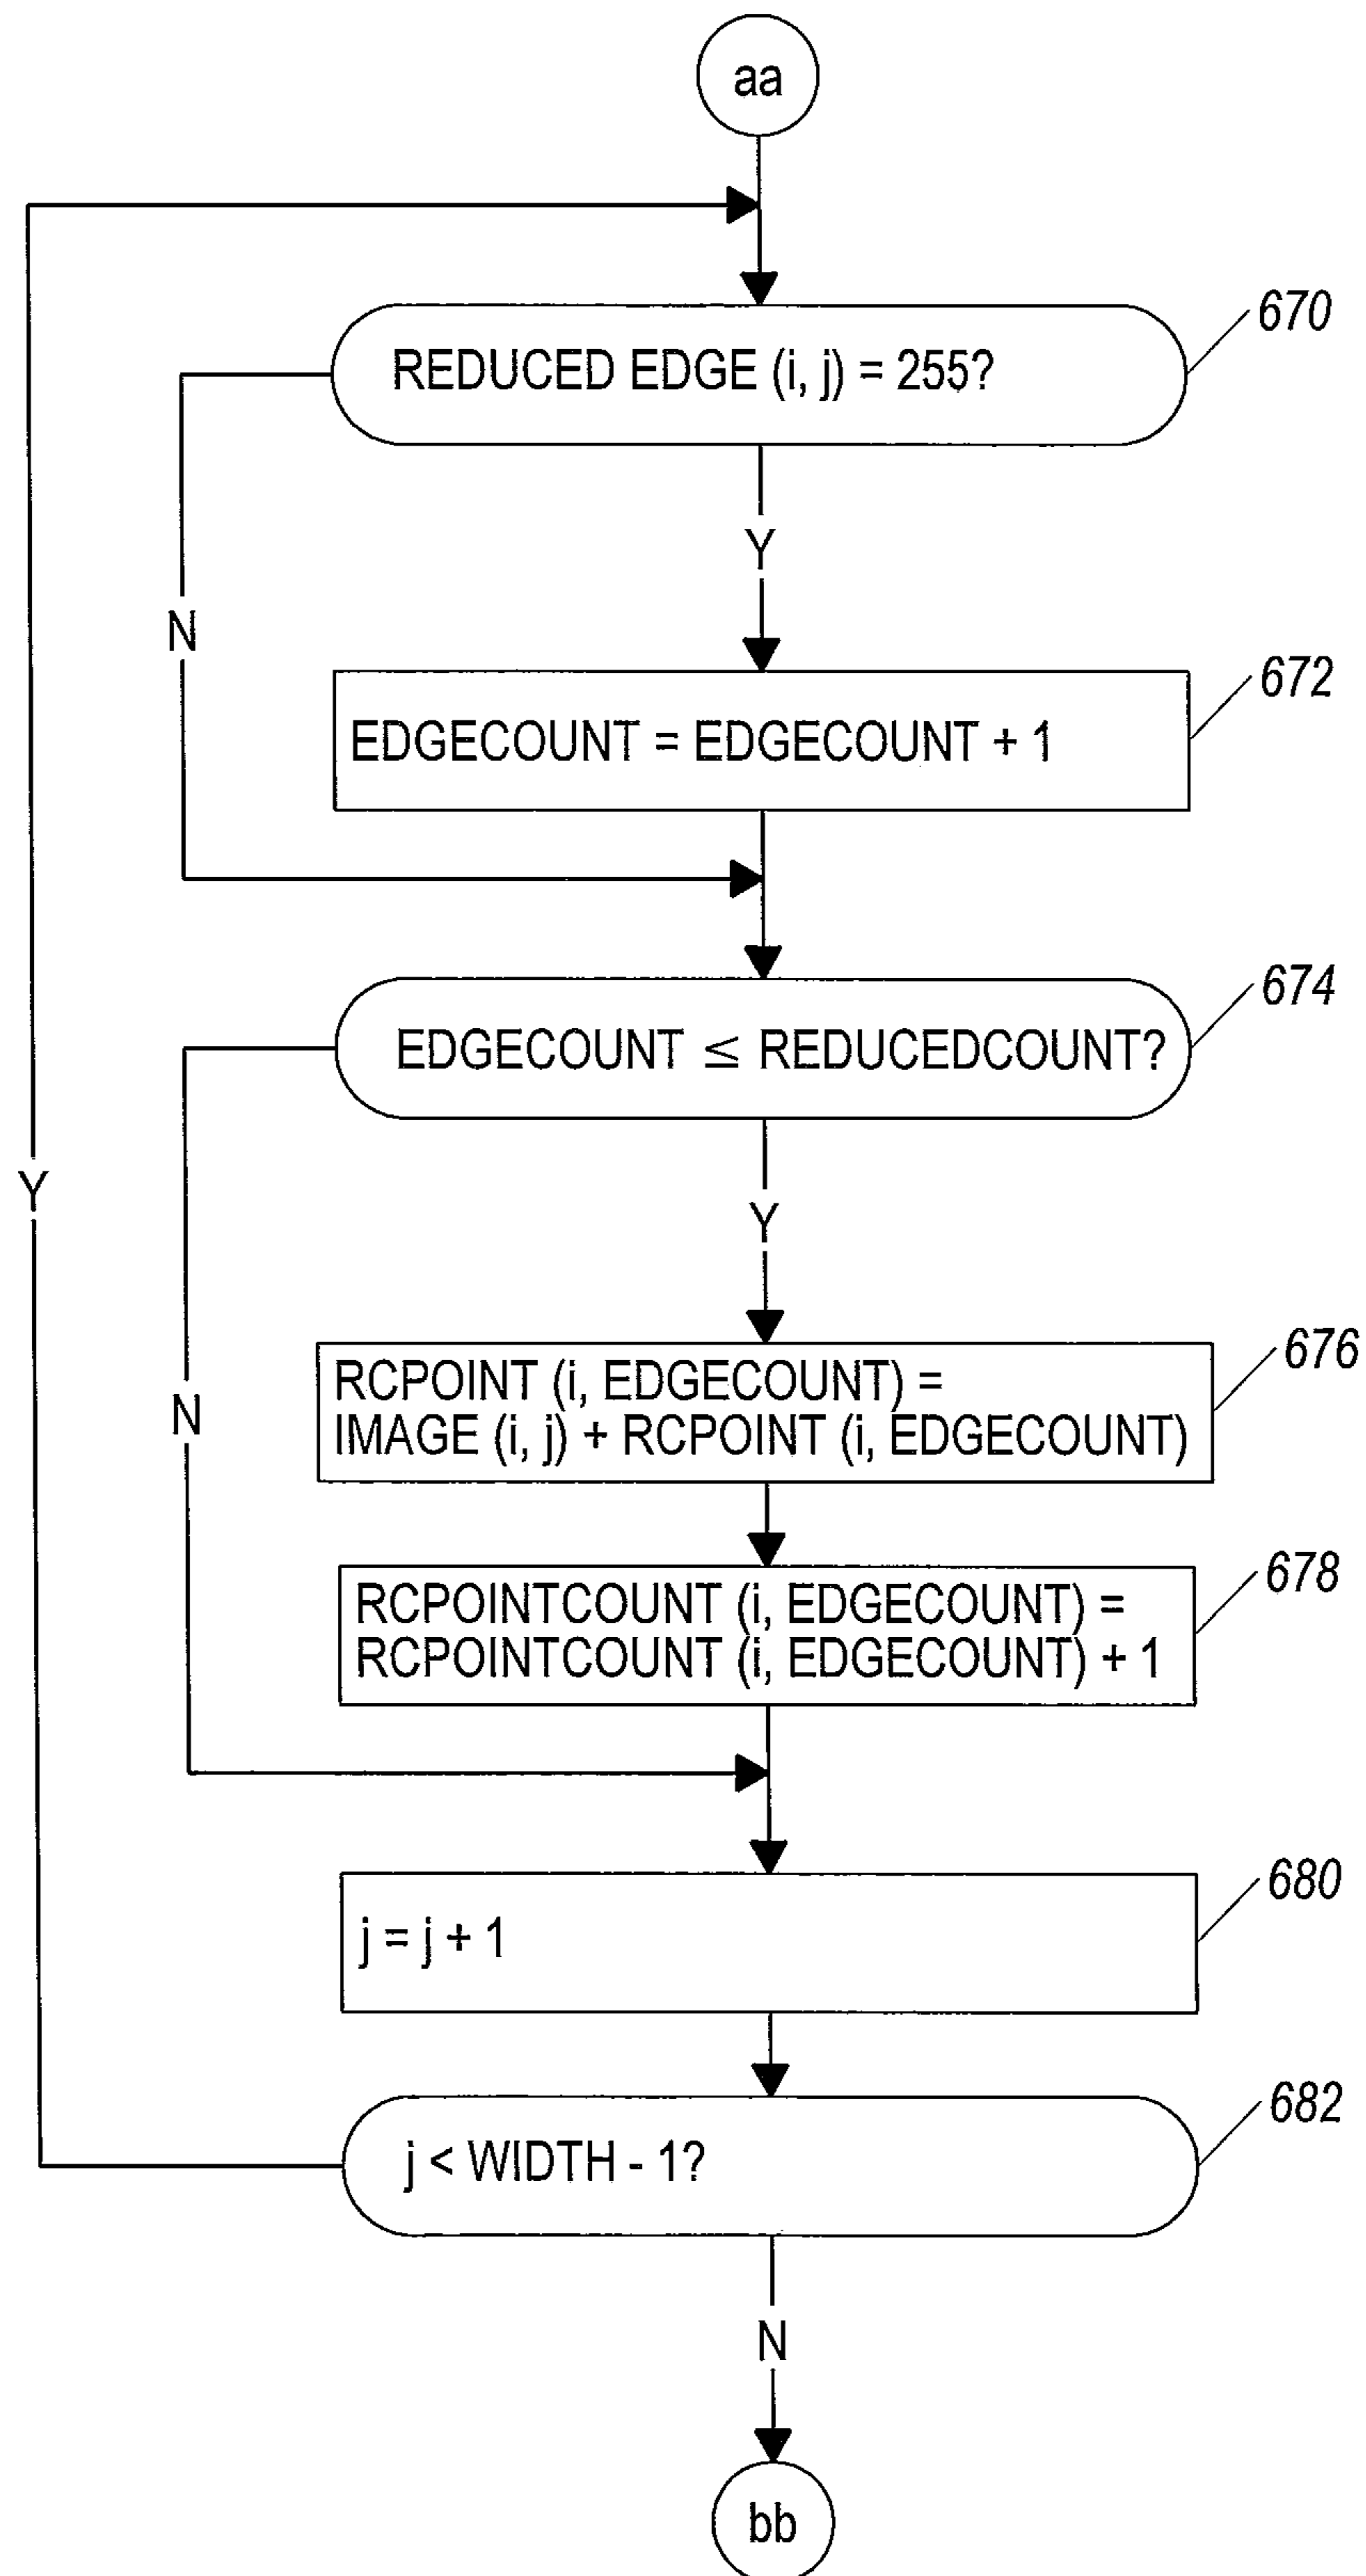 aa
REDUCED EDGE (i, j) = 255?
670
Y
N
672
EDGECOUNT = EDGECOUNT + 1
674
EDGECOUNT ≤ REDUCEDCOUNT?
Y
Y
N
676
RCPOINT (i, EDGECOUNT) =
IMAGE (i, j) + RCPOINT (i, EDGECOUNT)
678
RCPOINTCOUNT (i, EDGECOUNT) =
RCPOINTCOUNT (i, EDGECOUNT) + 1
680
j = j + 1
682
j < WIDTH - 1?
N
bb